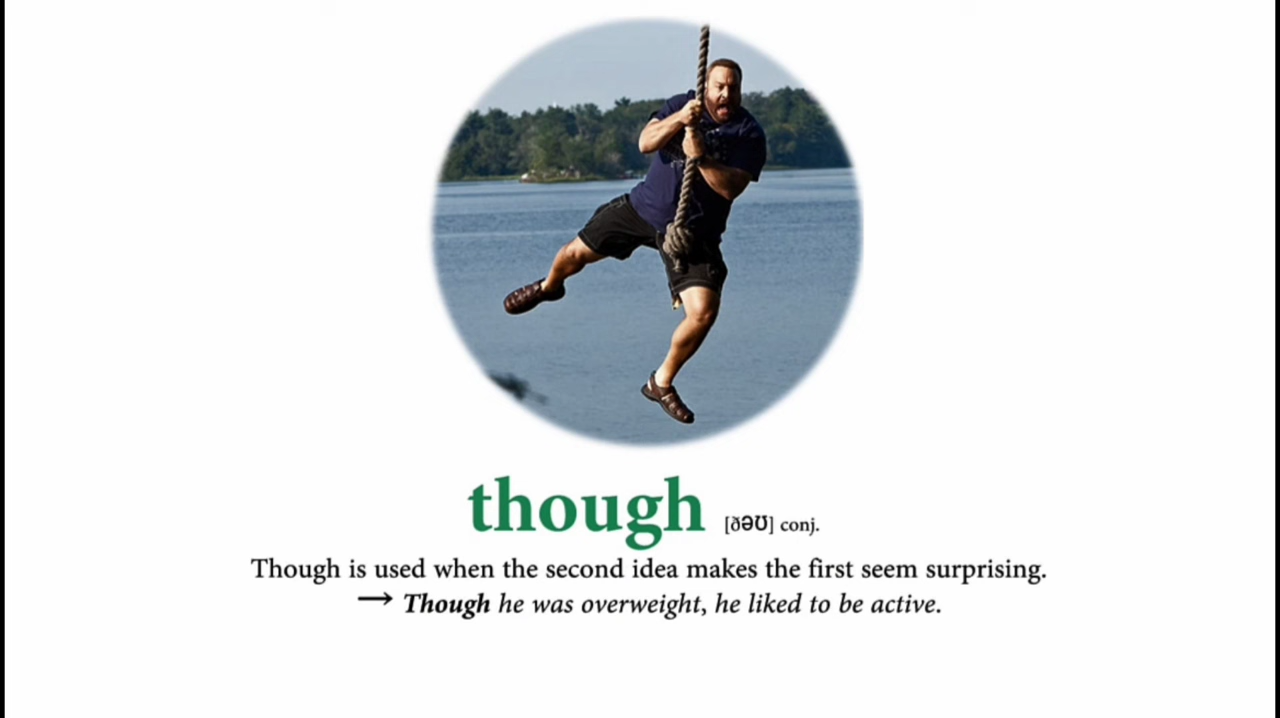 though [ðəʊ] conj.
Though is used when the second idea makes the first seem surprising.
→ Though he was overweight, he liked to be active.